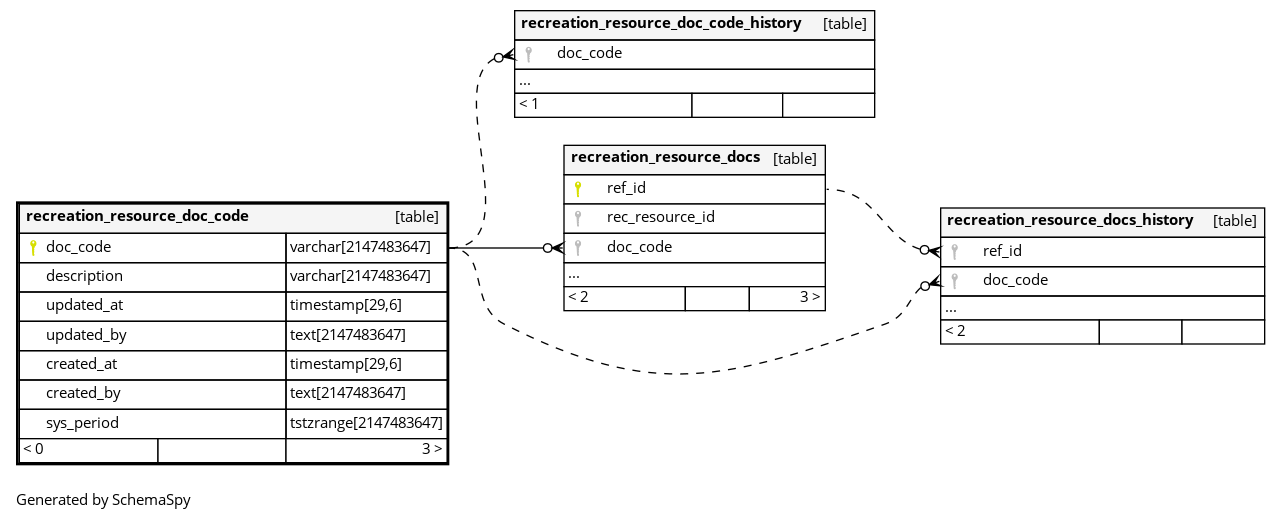 recreation_resource_doc_code_history [table]
doc_code
...
< 1
recreation_resource_docs [table]
ref_id
rec_resource_id
doc_code
...
< 2 3 >
recreation_resource_doc_code [table]
doc_code varchar[2147483647]
description varchar[2147483647]
updated_at timestamp[29,6]
updated_by text[2147483647]
created_at timestamp[29,6]
created_by text[2147483647]
sys_period tstzrange[2147483647]
< 0 3 >
recreation_resource_docs_history [table]
ref_id
doc_code
...
< 2
Generated by SchemaSpy